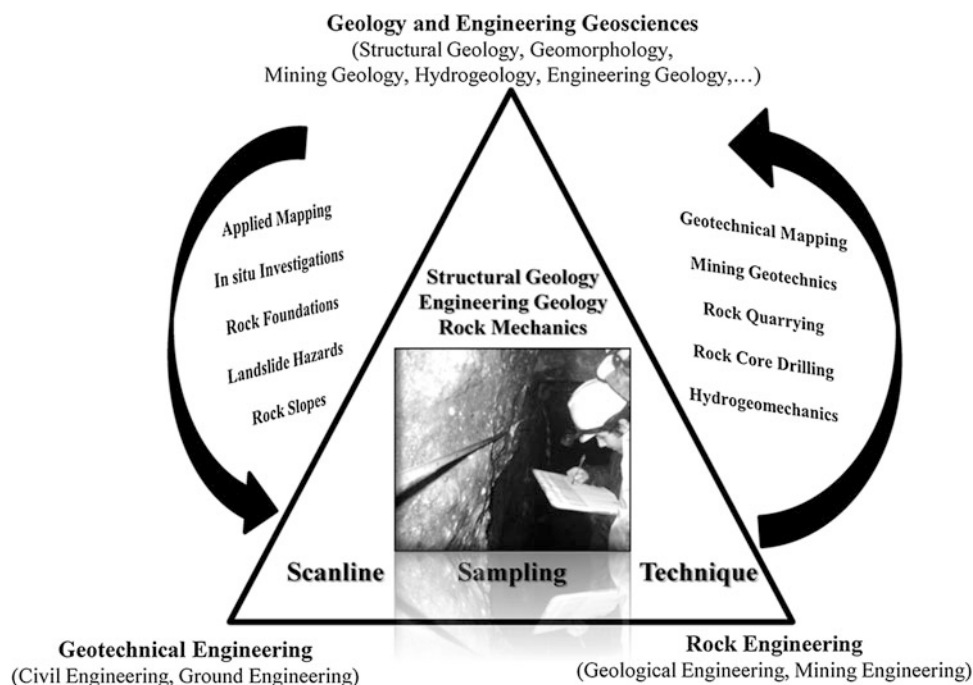 Geology and Engineering Geosciences
(Structural Geology, Geomorphology,
Mining Geology, Hydrogeology, Engineering Geology,…)
Applied Mapping
In situ Investigations
Rock Foundations
Landslide Hazards
Rock Slopes
Structural Geology
Engineering Geology
Rock Mechanics
Geotechnical Mapping
Mining Geotechnics
Rock Quarrying
Rock Core Drilling
Hydrogeomechanics
Scanline Sampling Technique
Geotechnical Engineering
(Civil Engineering, Ground Engineering)
Rock Engineering
(Geological Engineering, Mining Engineering)